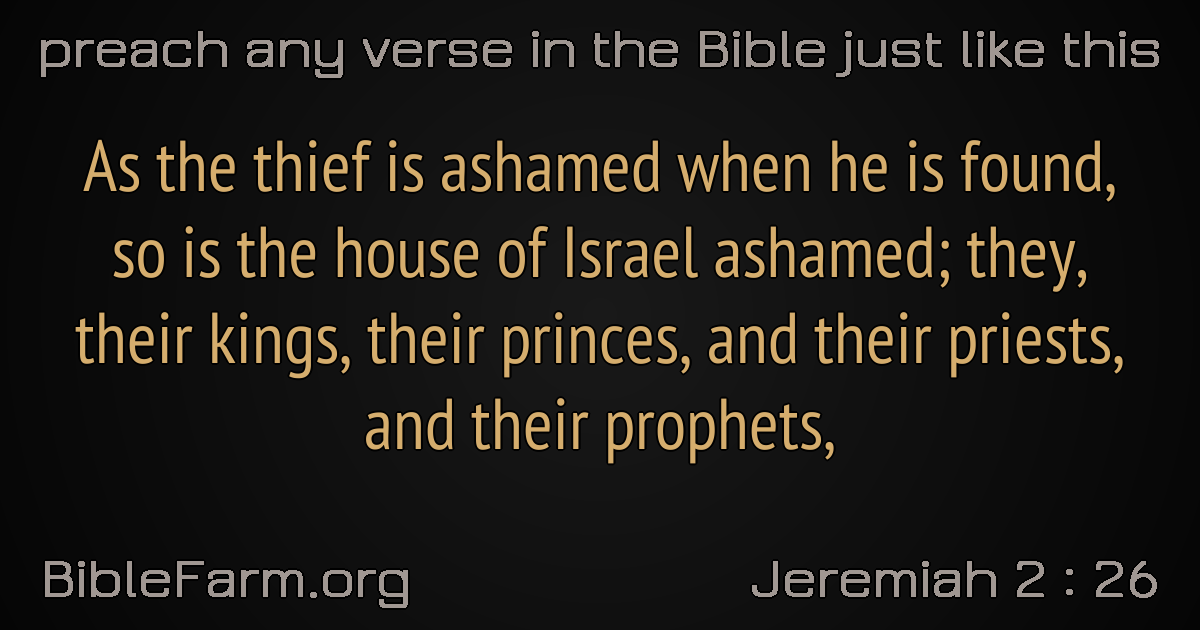 preach any verse in the Bible just like this
As the thief is ashamed when he is found,
so is the house of Israel ashamed; they,
their kings, their princes, and their priests,
and their prophets,
BibleFarm.org
Jeremiah 2 : 26